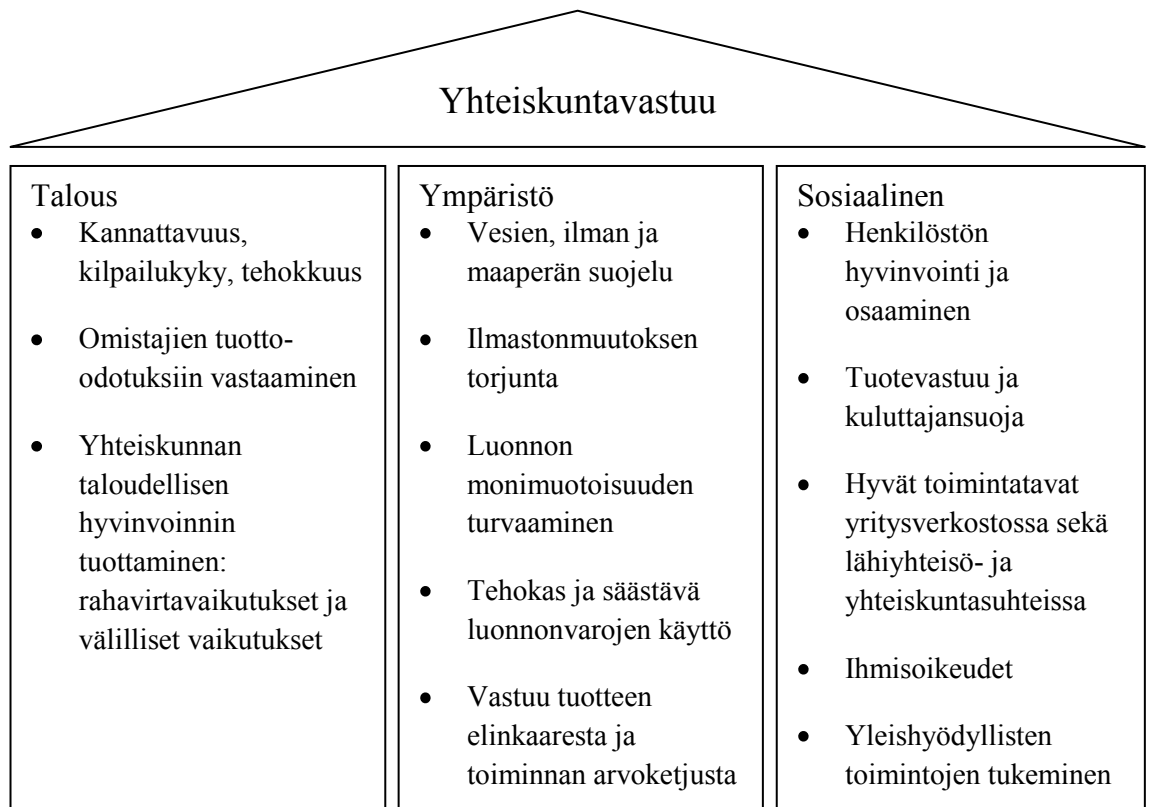 Yhteiskuntavastuu
Talous
• Kannattavuus,
kilpailukyky, tehokkuus
• Omistajien tuotto-
odotuksiin vastaaminen
• Yhteiskunnan
taloudellisen
hyvinvoinnin
tuottaminen:
rahavirtavaikutukset ja
välilliset vaikutukset
Ympäristö
• Vesien, ilman ja
maaperän suojelu
• Ilmastonmuutoksen
torjunta
• Luonnon
monimuotoisuuden
turvaaminen
• Tehokas ja säästävä
luonnonvarojen käyttö
• Vastuu tuotteen
elinkaaresta ja
toiminnan arvoketjusta
Sosiaalinen
• Henkilöstön
hyvinvointi ja
osaaminen
• Tuotevastuu ja
kuluttajansuoja
• Hyvät toimintatavat
yritysverkostossa sekä
lähiyhteisö- ja
yhteiskuntasuhteissa
• Ihmisoikeudet
• Yleishyödyllisten
toimintojen tukeminen